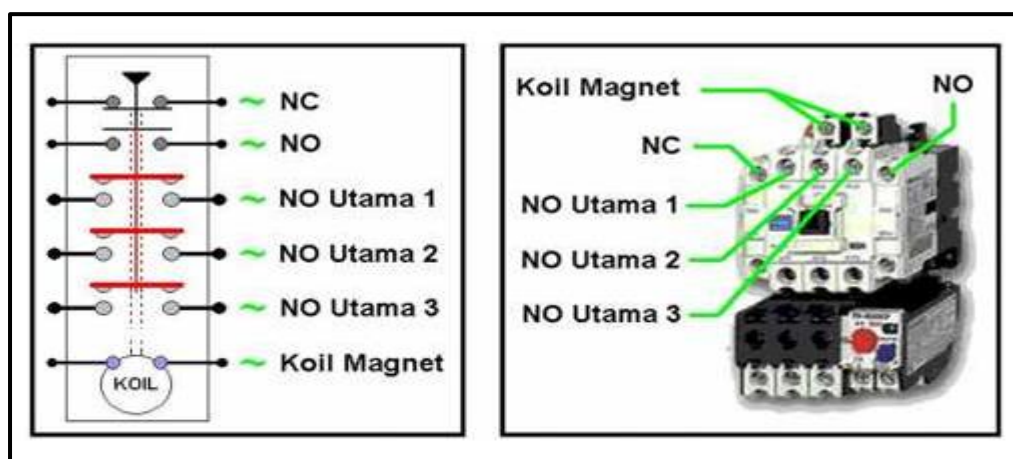 ~ NC
~ NO
~ NO Utama 1
~ NO Utama 2
~ NO Utama 3
~ Koil Magnet
KOIL
Koil Magnet
NO
NC
NO Utama 1
NO Utama 2
NO Utama 3